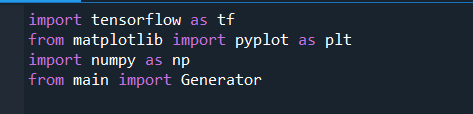 import tensorflow as tf
from matplotlib import pyplot as plt
import numpy as np
from main import Generator